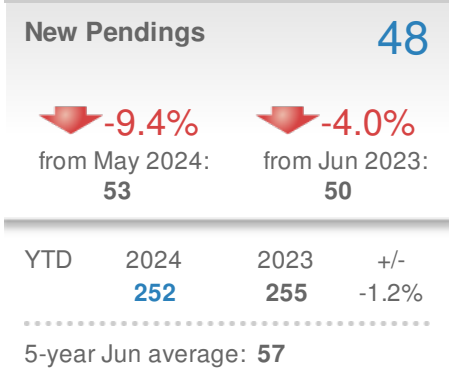 New Pendings 48
-9.4% -4.0%
from May 2024: from Jun 2023:
53 50
YTD 2024 2023 +/-
252 255 -1.2%
5-year Jun average: 57